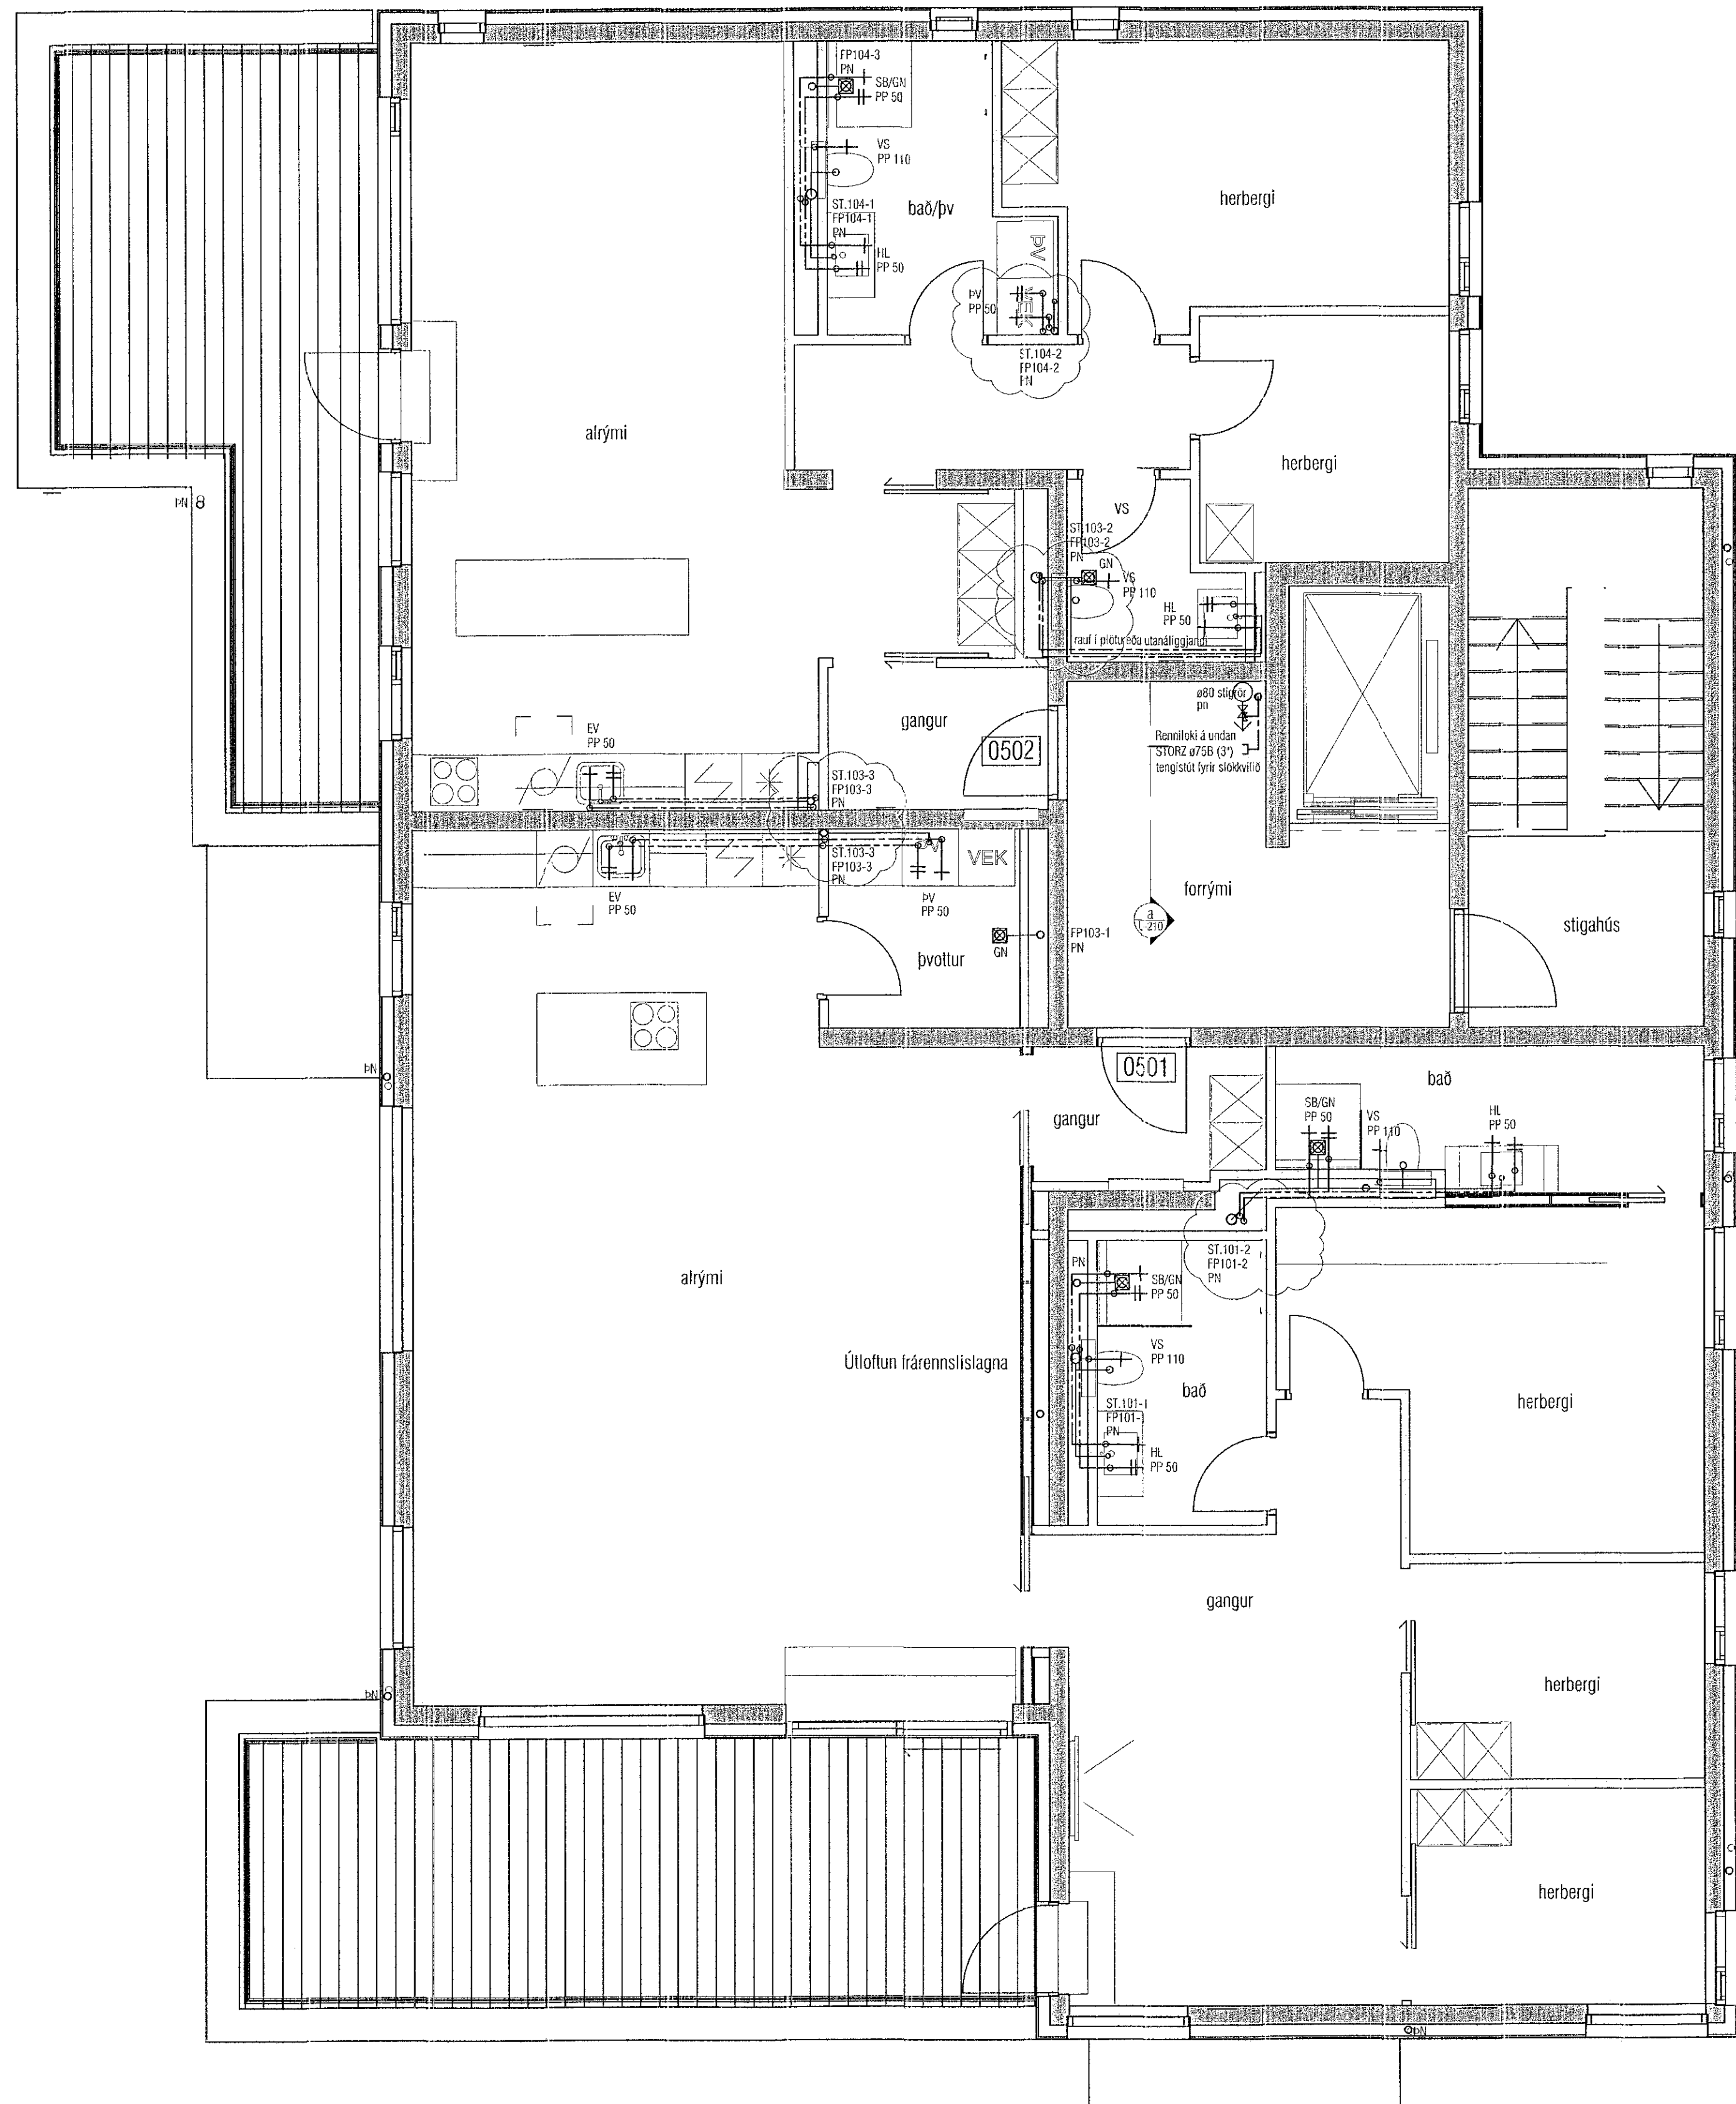 FP104-3
PN
SB/GN
PP 50
VS
PP 110
ST.104-1
FP104-1
PN
HL
PP 50
bað/þv
herbergi
ÞV
VEK
ÞV
PP 50
ST.104-2
FP104-2
PN
alrými
herbergi
ÞN 8
VS
ST.103-2
FP103-2
PN
GN
VS
PP 110
HL
PP 50
rauf í plötu eða utanáliggjandi
ø80 stigrör
pn
Renniloki á undan
STORZ ø75B (3")
tengistút fyrir slökkvilið
gangur
0502
EV
PP 50
ST.103-3
FP103-3
PN
ST.103-3
FP103-3
PN
VEK
EV
PP 50
ÞV
PP 50
forrými
a
L-210
FP103-1
PN
GN
þvottur
stigahús
ÞN
0501
gangur
bað
SB/GN
PP 50
VS
PP 110
HL
PP 50
ST.101-2
FP101-2
PN
PN
SB/GN
PP 50
alrými
VS
PP 110
Útloftun frárennslislagna
bað
ST.101-1
FP101-1
PN
HL
PP 50
herbergi
gangur
herbergi
ÞN
herbergi
ÞN